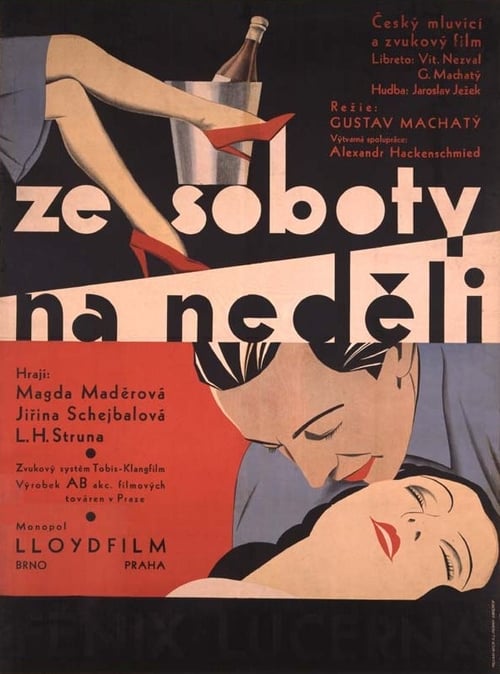 Český mluvicí
a zvukový film
Libreto: Vít. Nezval
G. Machatý
Hudba: Jaroslav Ježek
Režie:
GUSTAV MACHATÝ
Výtvarná spolupráce:
Alexandr Hackenschmied
ze soboty
na neděli
Hrají:
Magda Maděrová
Jiřina Schejbalová
L. H. Struna
Zvukový systém Tobis-Klangfilm
Výrobek AB akc. filmových
továren v Praze
Monopol
LLOYDFILM
BRNO PRAHA
FÉNIX LUCERNA